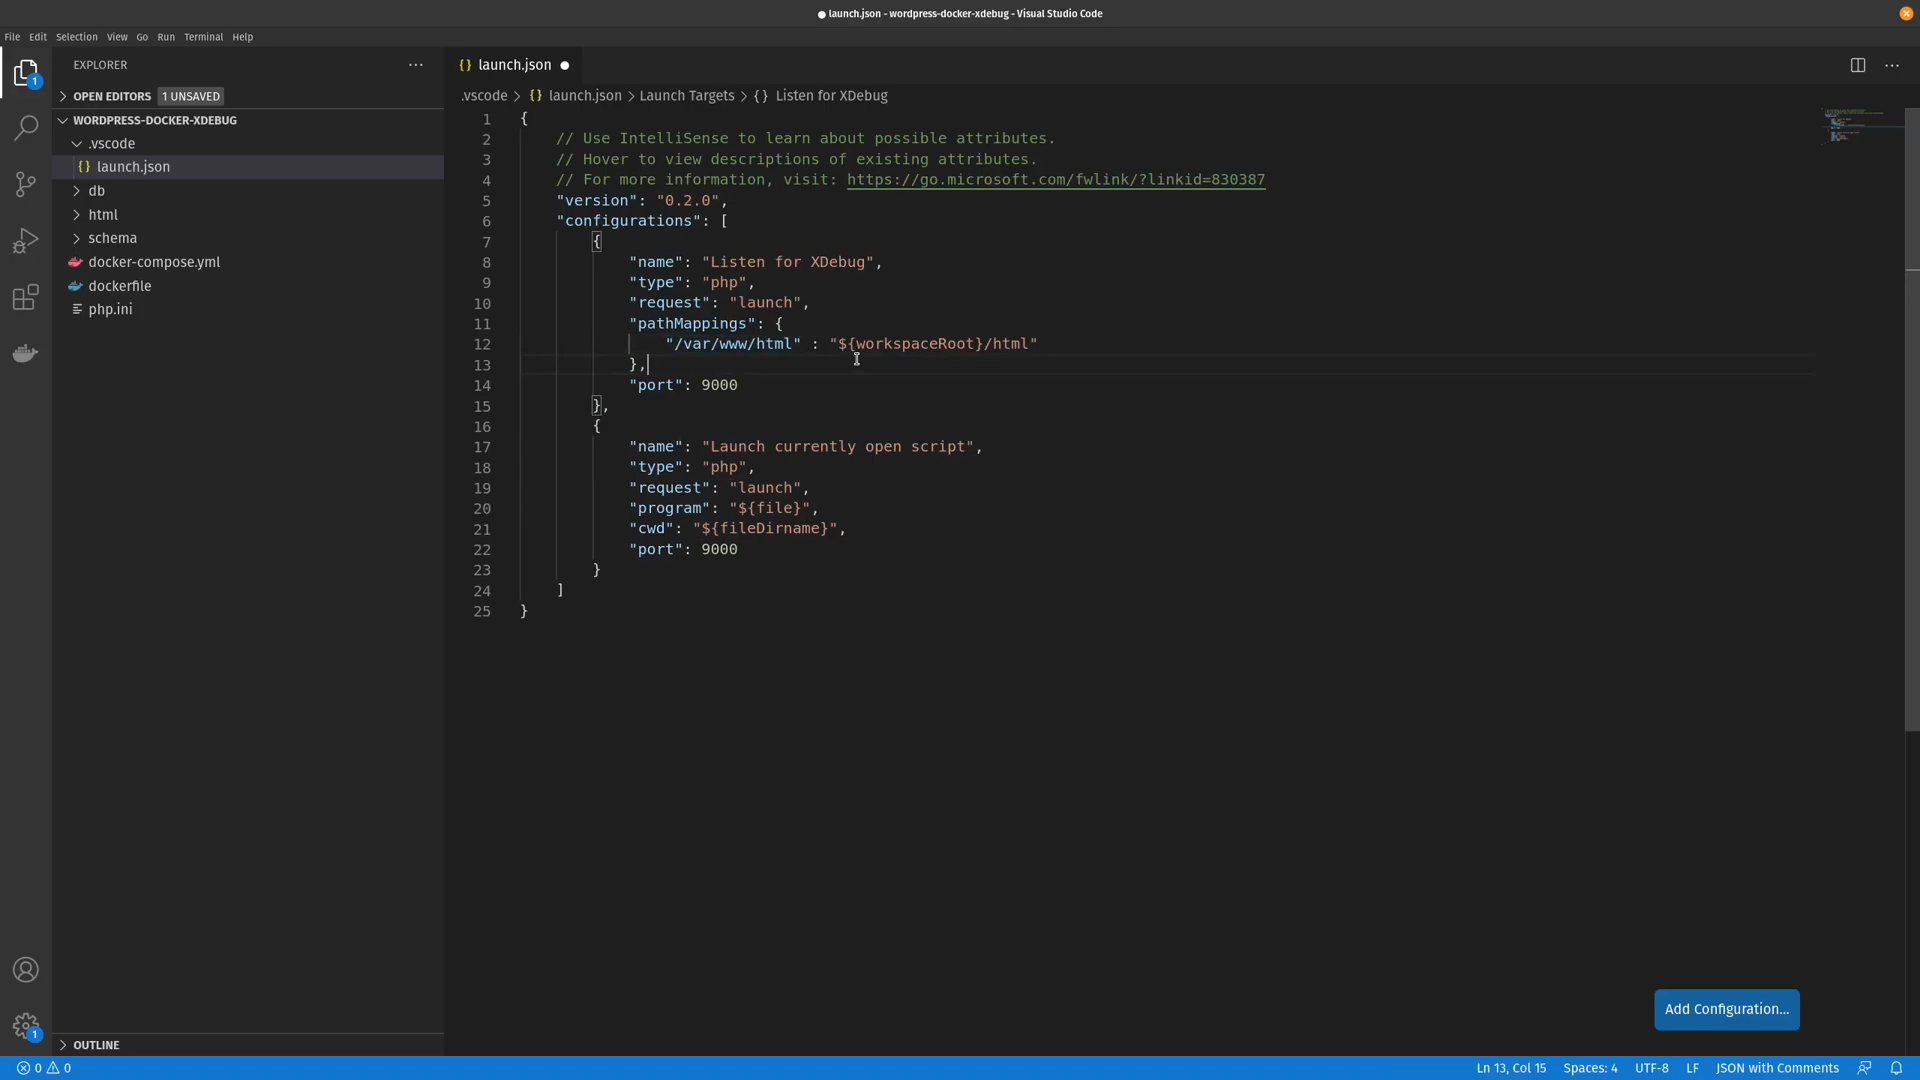 ● launch.json - wordpress-docker-xdebug - Visual Studio Code
File Edit Selection View Go Run Terminal Help
EXPLORER
OPEN EDITORS 1 UNSAVED
WORDPRESS-DOCKER-XDEBUG
.vscode
{} launch.json
db
html
schema
docker-compose.yml
dockerfile
php.ini
OUTLINE
1
1
{} launch.json ●
.vscode > {} launch.json > Launch Targets > {} Listen for XDebug
1 {
2 // Use IntelliSense to learn about possible attributes.
3 // Hover to view descriptions of existing attributes.
4 // For more information, visit: https://go.microsoft.com/fwlink/?linkid=830387
5 "version": "0.2.0",
6 "configurations": [
7 {
8 "name": "Listen for XDebug",
9 "type": "php",
10 "request": "launch",
11 "pathMappings": {
12 "/var/www/html" : "${workspaceRoot}/html"
13 },
14 "port": 9000
15 },
16 {
17 "name": "Launch currently open script",
18 "type": "php",
19 "request": "launch",
20 "program": "${file}",
21 "cwd": "${fileDirname}",
22 "port": 9000
23 }
24 ]
25 }
Add Configuration...
0 0 Ln 13, Col 15 Spaces: 4 UTF-8 LF JSON with Comments